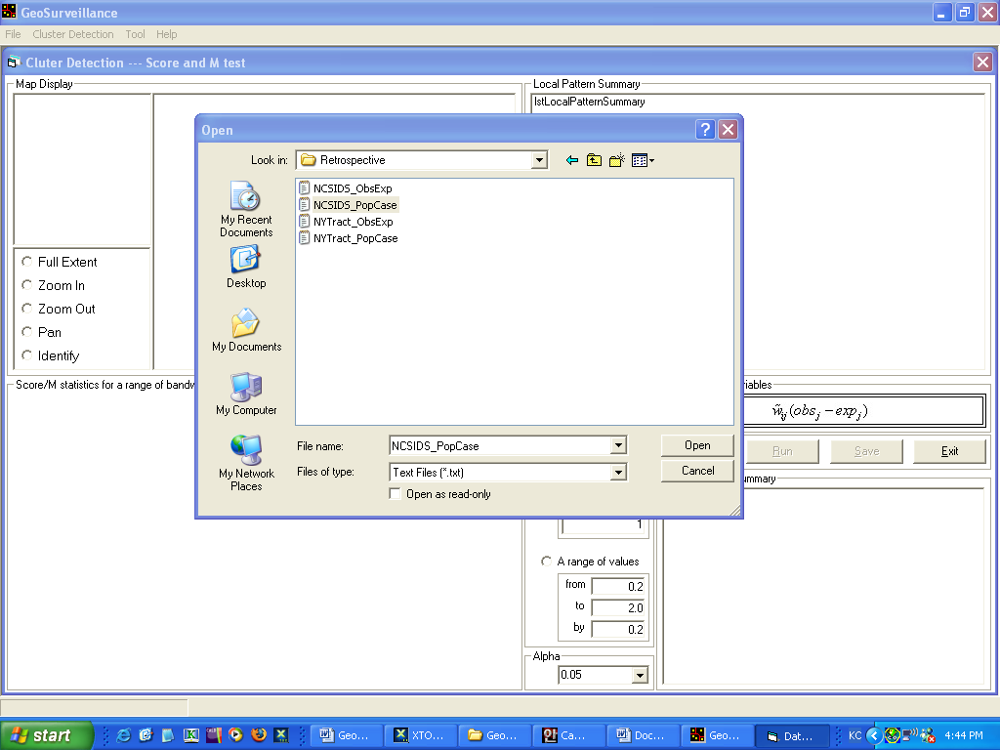 GeoSurveillance
File Cluster Detection Tool Help
Cluter Detection --- Score and M test
Map Display
Local Pattern Summary
lstLocalPatternSummary
Open
Look in: Retrospective
NCSIDS_ObsExp
NCSIDS_PopCase
NYTract_ObsExp
NYTract_PopCase
My Recent
Documents
Desktop
My Documents
My Computer
My Network
Places
File name: NCSIDS_PopCase Open
Files of type: Text Files (*.txt) Cancel
Open as read-only
Full Extent
Zoom In
Zoom Out
Pan
Identify
Score/M statistics for a range of bandw
iables
w̃ij(obsj − expj)
Run Save Exit
ummary
1
A range of values
from 0.2
to 2.0
by 0.2
Alpha
0.05
start Geo... XTO... Geo... Ca... Doc... Geo... Dat... KC 4:44 PM